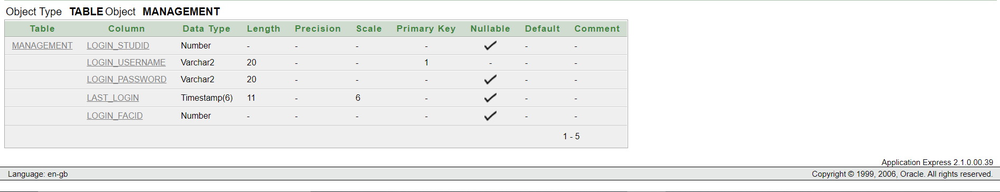 Object Type TABLE Object MANAGEMENT
Table Column Data Type Length Precision Scale Primary Key Nullable Default Comment
MANAGEMENT LOGIN_STUDID Number - - - - - -
LOGIN_USERNAME Varchar2 20 - - 1 - - -
LOGIN_PASSWORD Varchar2 20 - - - - -
LAST_LOGIN Timestamp(6) 11 - 6 - - -
LOGIN_FACID Number - - - - - -
1 - 5
Application Express 2.1.0.00.39
Language: en-gb Copyright © 1999, 2006, Oracle. All rights reserved.